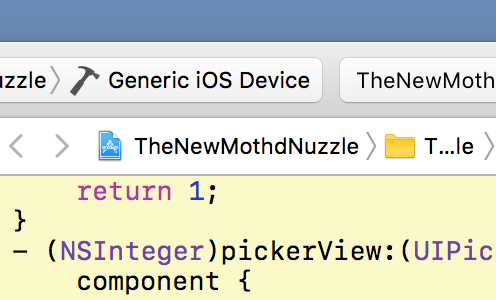 uzzle Generic iOS Device TheNewMoth
TheNewMothdNuzzle T...le
return 1;
}
- (NSInteger)pickerView:(UIPic
component {